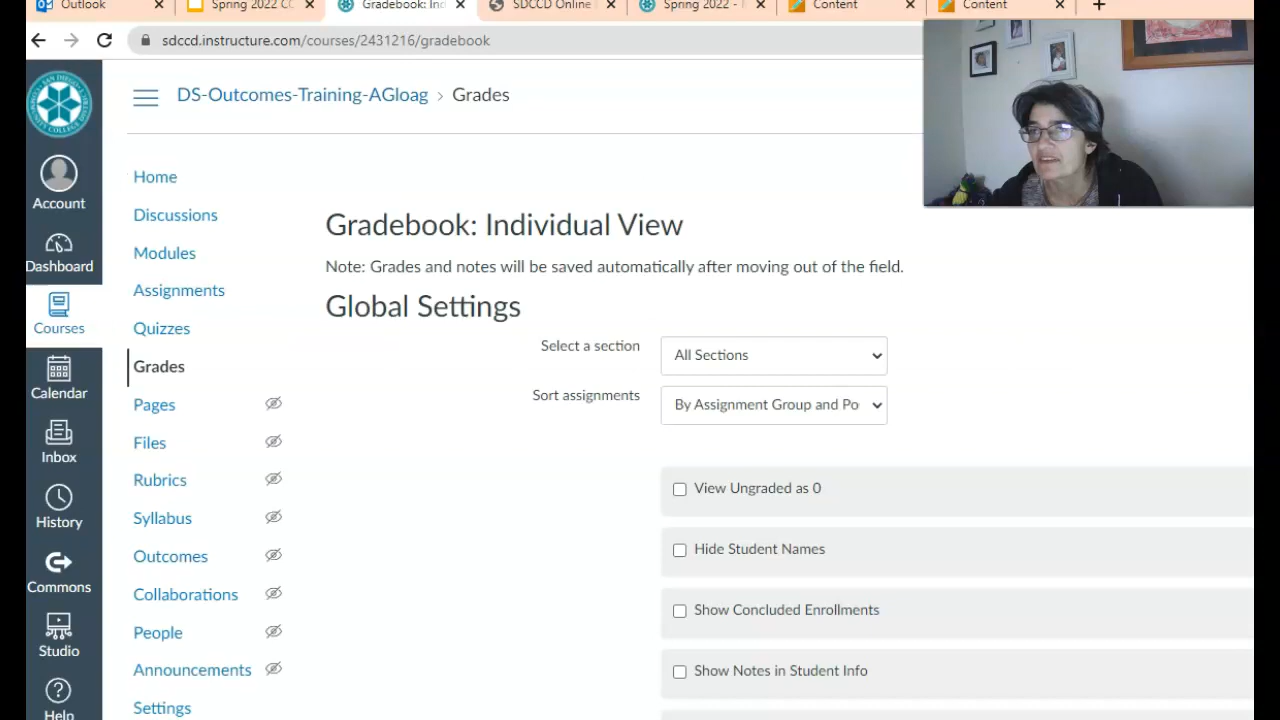 Outlook
Spring 2022 CC
Gradebook: Ind
SDCCD Online
Spring 2022 -
Content
Content
sdccd.instructure.com/courses/2431216/gradebook
DS-Outcomes-Training-AGloag > Grades
Account
Dashboard
Courses
Calendar
Inbox
History
Commons
Studio
Help
Home
Discussions
Modules
Assignments
Quizzes
Grades
Pages
Files
Rubrics
Syllabus
Outcomes
Collaborations
People
Announcements
Settings
Gradebook: Individual View
Note: Grades and notes will be saved automatically after moving out of the field.
Global Settings
Select a section
All Sections
Sort assignments
By Assignment Group and Po
View Ungraded as 0
Hide Student Names
Show Concluded Enrollments
Show Notes in Student Info